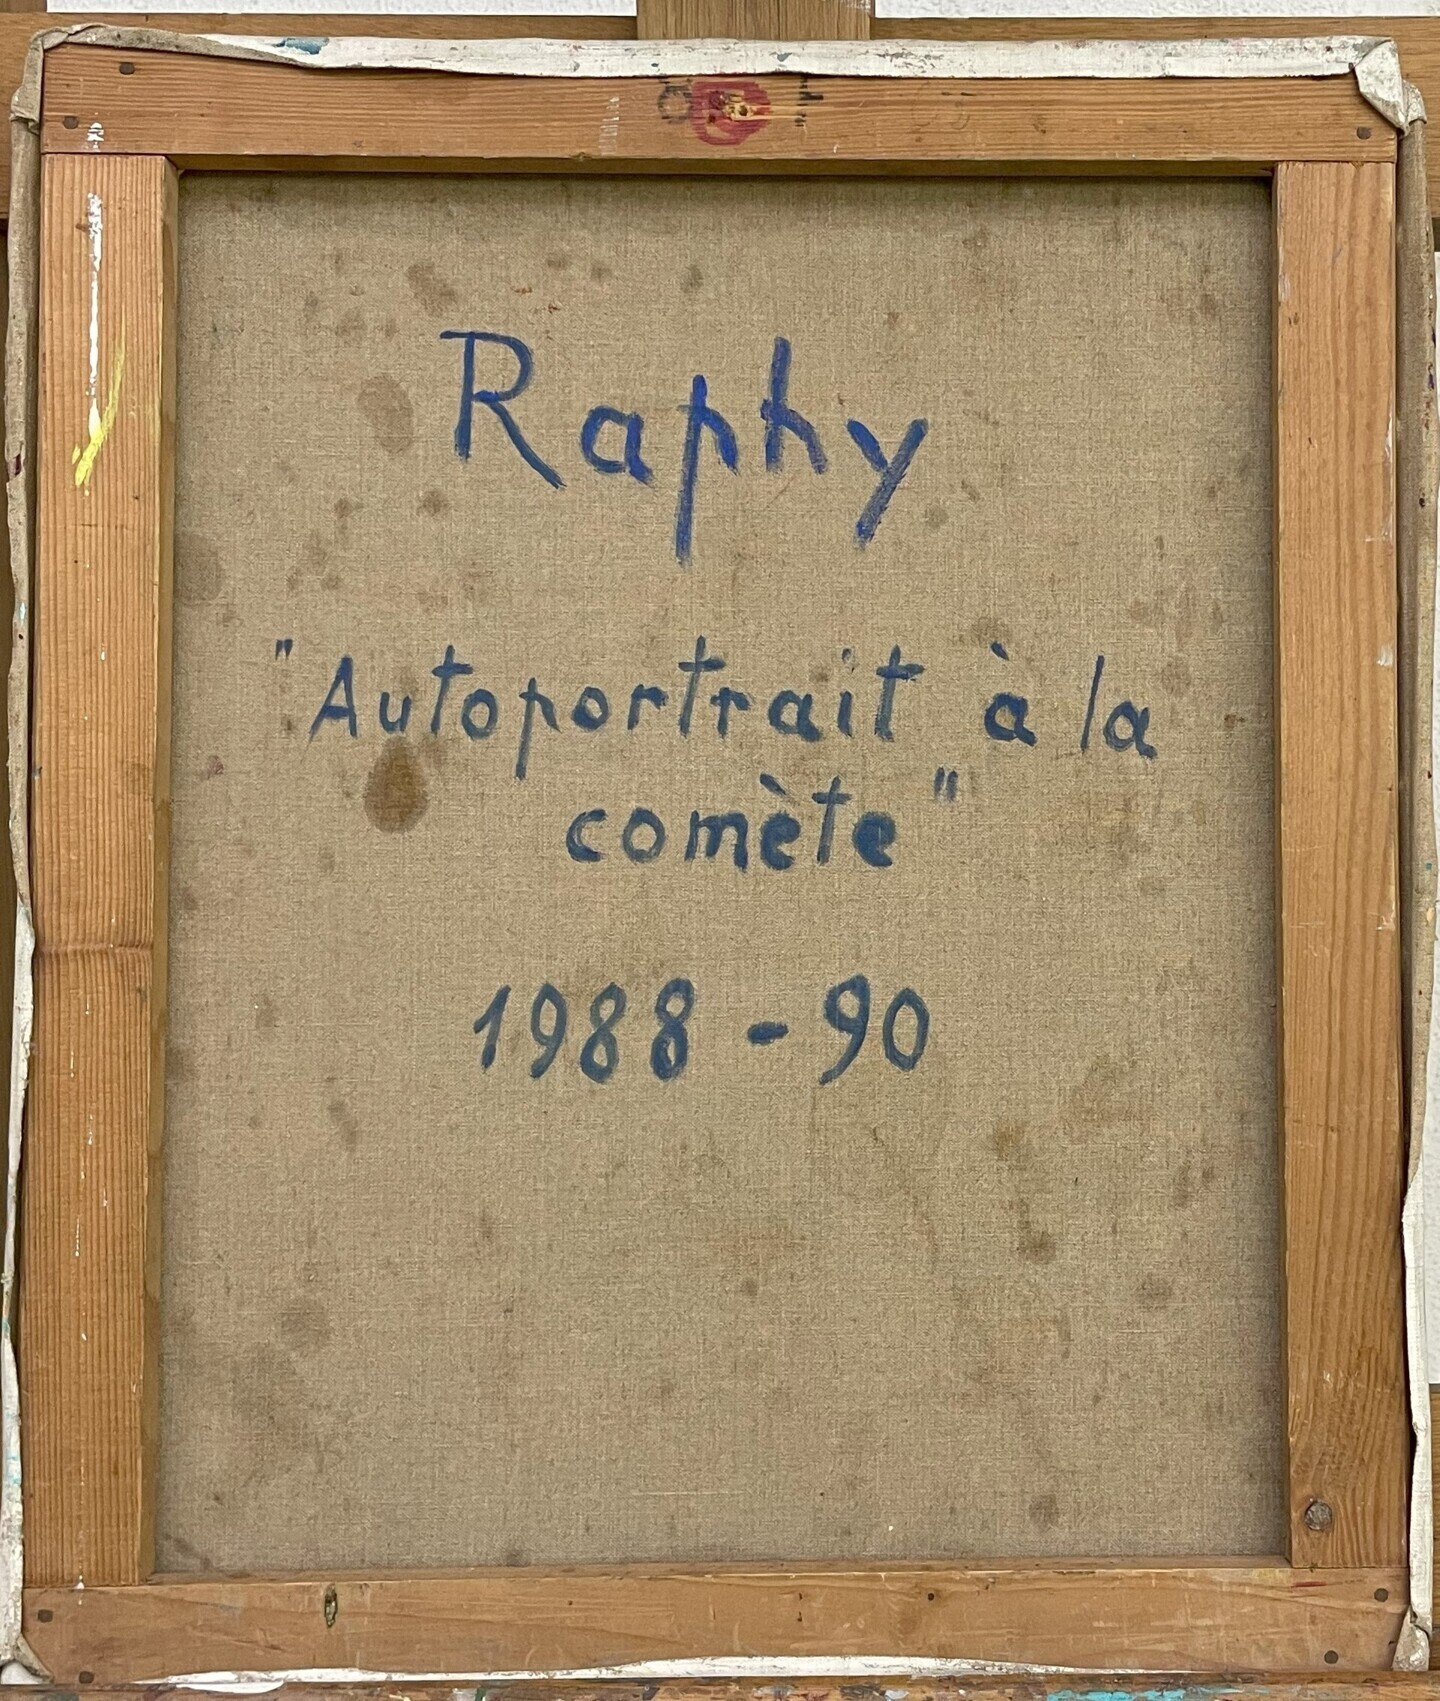 Raphy
"Autoportrait à la
comète"
1988 - 90